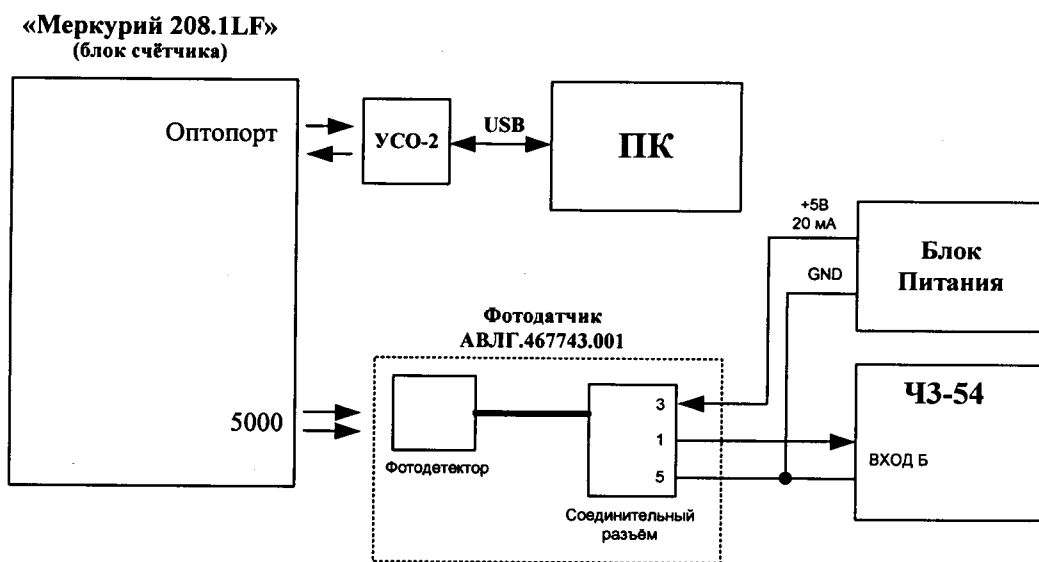 «Меркурий 208.1LF»
(блок счётчика)
Оптопорт
УСО-2
USB
ПК
+5В
20 мА
GND
Блок
Питания
Фотодатчик
АВЛГ.467743.001
5000
Фотодетектор
3
1
5
Соединительный
разъём
ЧЗ-54
ВХОД Б